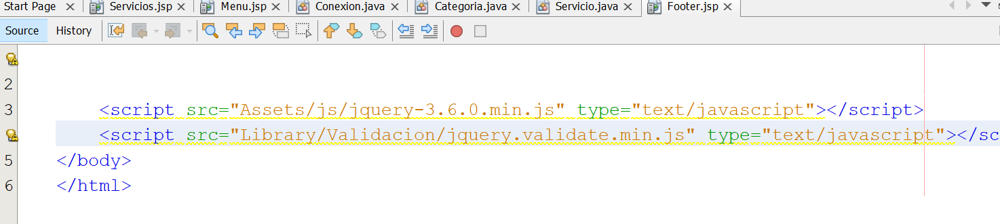 Start Page Servicios.jsp Menu.jsp Conexion.java Categoria.java Servicio.java Footer.jsp
Source History
2
3 <script src="Assets/js/jquery-3.6.0.min.js" type="text/javascript"></script>
<script src="Library/Validacion/jquery.validate.min.js" type="text/javascript"></sc
5 </body>
6 </html>